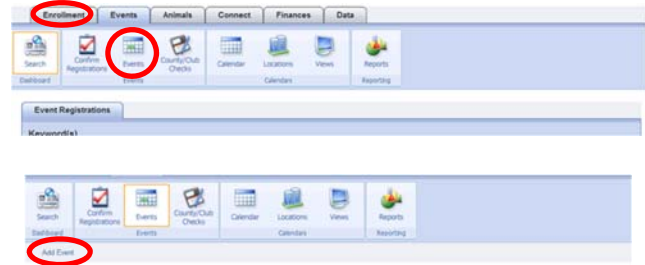 Enrollment Events Animals Connect Finances Data
Search Confirm Registrations Events County/Club Checks Calendar Locations Views Reports
Dashboard Events Calendars Reporting
Event Registrations
Keyword(s)
Search Confirm Registrations Events County/Club Checks Calendar Locations Views Reports
Dashboard Events Calendars Reporting
Add Event